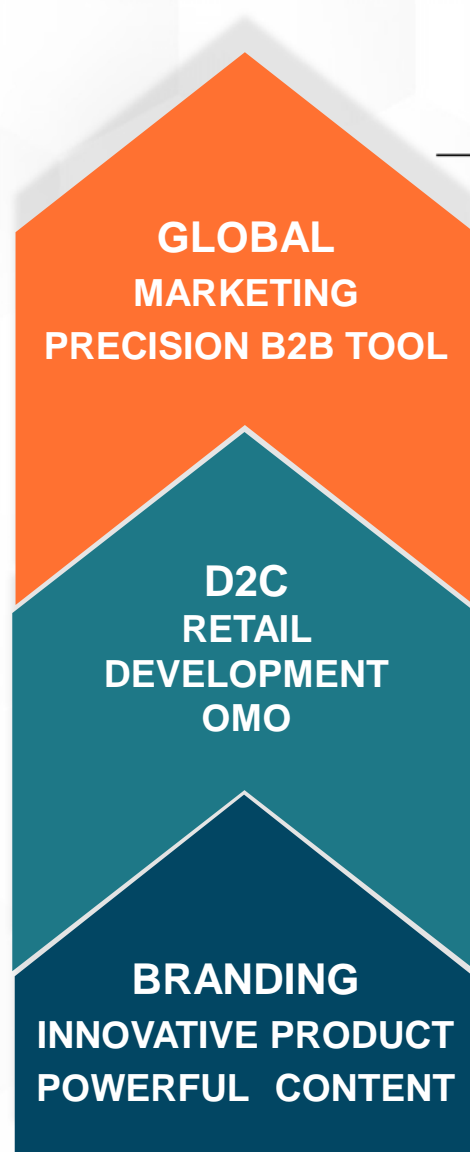 GLOBAL
MARKETING
PRECISION B2B TOOL
D2C
RETAIL
DEVELOPMENT
OMO
BRANDING
INNOVATIVE PRODUCT
POWERFUL CONTENT